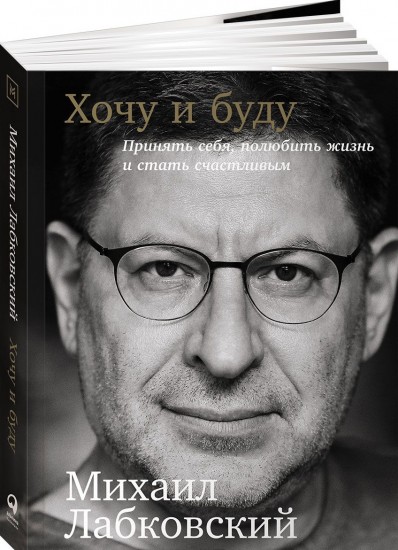 Хочу и буду
Принять себя, полюбить жизнь
и стать счастливым
Михаил
Лабковский
Михаил Лабковский Хочу и буду